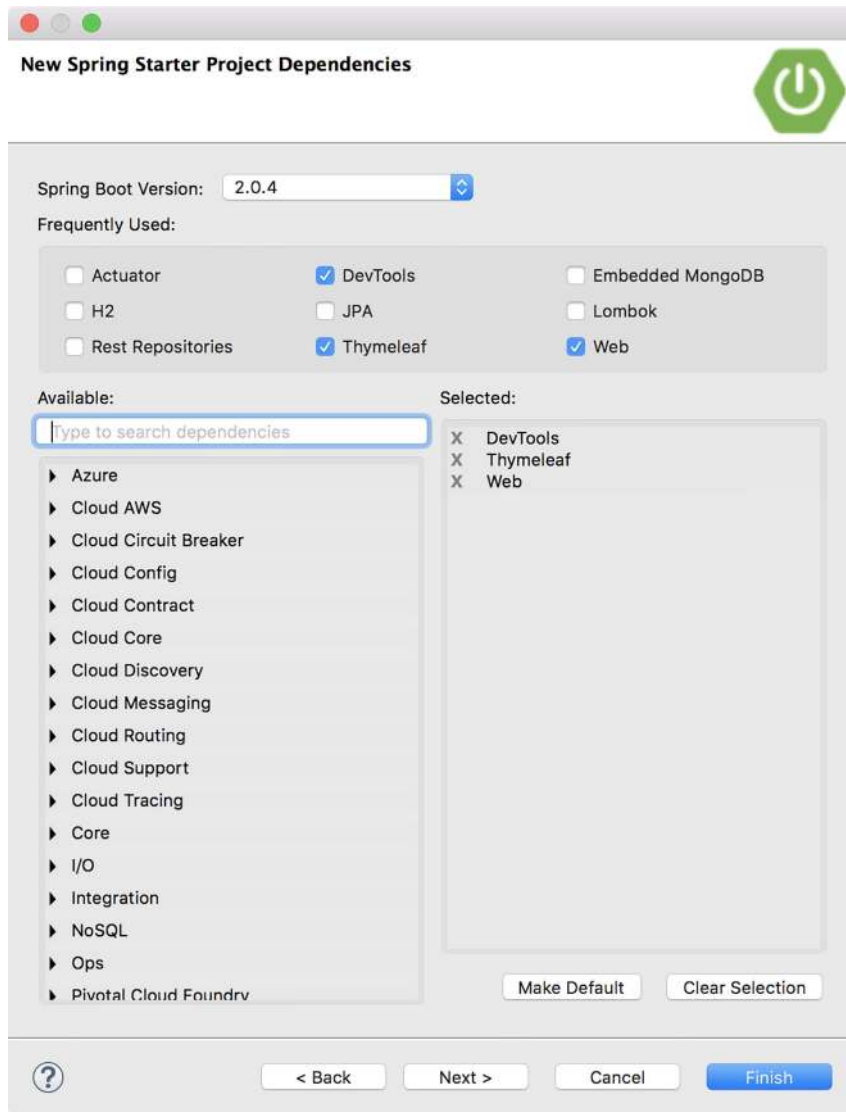 New Spring Starter Project Dependencies
Spring Boot Version: 2.0.4
Frequently Used:
Actuator DevTools Embedded MongoDB
H2 JPA Lombok
Rest Repositories Thymeleaf Web
Available: Selected:
Type to search dependencies
X DevTools
X Thymeleaf
X Web
Azure
Cloud AWS
Cloud Circuit Breaker
Cloud Config
Cloud Contract
Cloud Core
Cloud Discovery
Cloud Messaging
Cloud Routing
Cloud Support
Cloud Tracing
Core
I/O
Integration
NoSQL
Ops
Pivotal Cloud Foundry
Make Default Clear Selection
? < Back Next > Cancel Finish